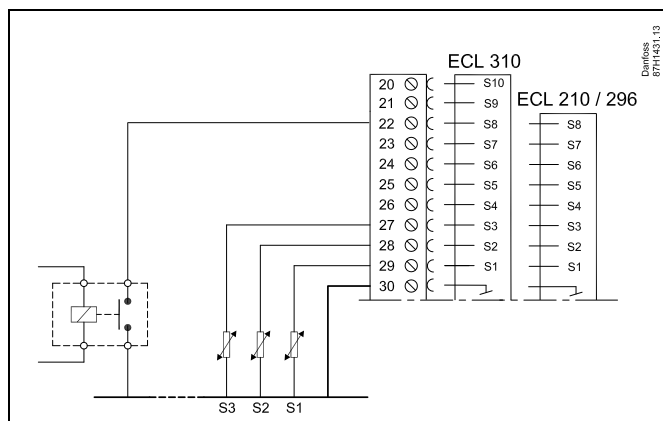 Danfoss
87H1431.13
ECL 310
ECL 210 / 296
20 S10
21 S9
22 S8 S8
23 S7 S7
24 S6 S6
25 S5 S5
26 S4 S4
27 S3 S3
28 S2 S2
29 S1 S1
30
S3 S2 S1